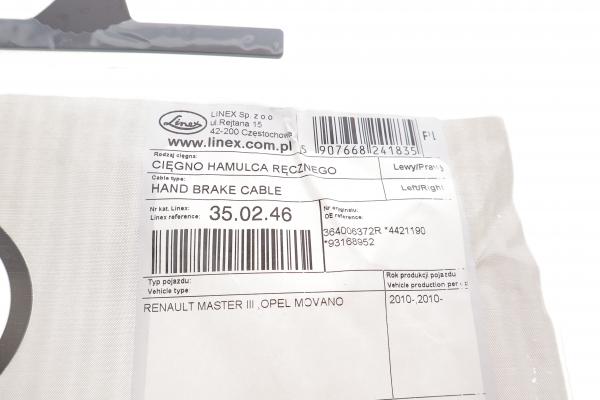 Linex
LINEX Sp. z o o
ul.Rejtana 15
42-200 Częstochowa
www.linex.com.pl
5 907668 241835
PL
Rodzaj cięgna:
CIĘGNO HAMULCA RĘCZNEGO
Lewy/Prawy
Cable type:
HAND BRAKE CABLE
Left/Right
Nr kat. Linex:
Linex reference:
35.02.46
Nr oryginału:
OE reference:
364006372R *4421190
*93168952
Typ pojazdu:
Vehicle type
Rok produkcji pojazdu
Vehicle production per
RENAULT MASTER III ,OPEL MOVANO
2010-,2010-